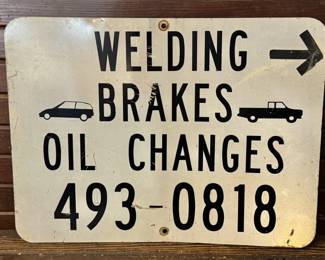 WELDING
BRAKES
OIL CHANGES
493-0818